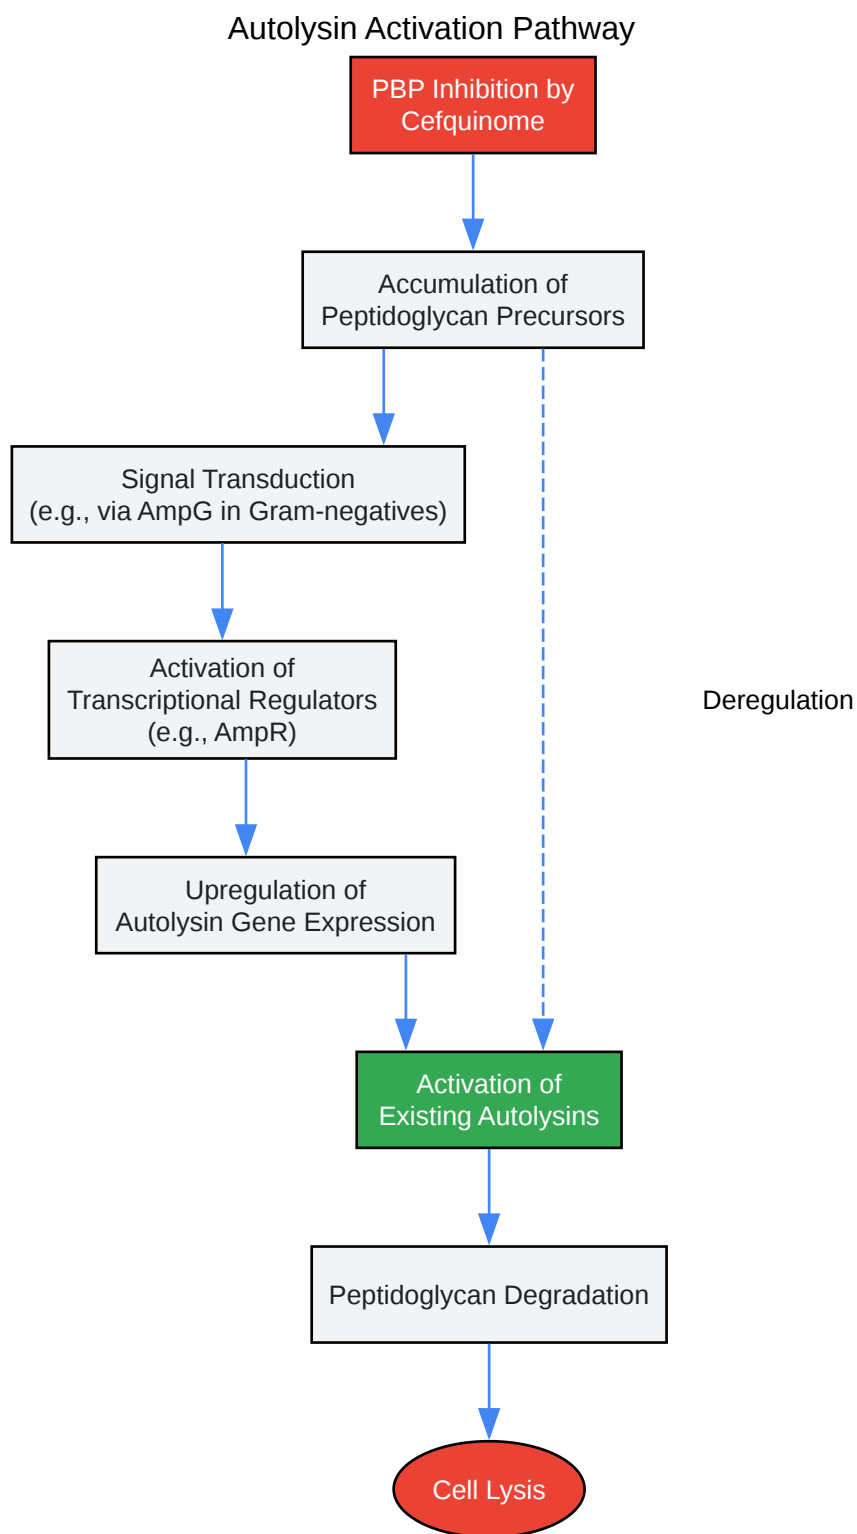 Autolysin Activation Pathway
PBP Inhibition by
Cefquinome
Accumulation of
Peptidoglycan Precursors
Signal Transduction
(e.g., via AmpG in Gram-negatives)
Activation of
Transcriptional Regulators
(e.g., AmpR)
Deregulation
Upregulation of
Autolysin Gene Expression
Activation of
Existing Autolysins
Peptidoglycan Degradation
Cell Lysis